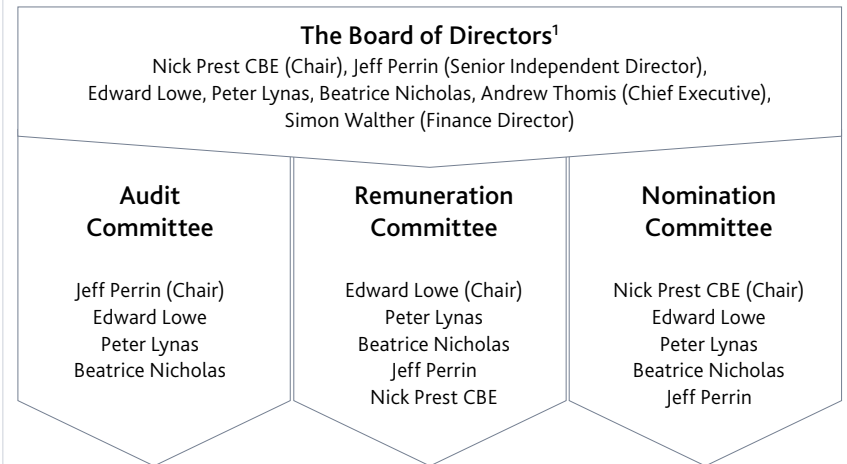 The Board of Directors¹
Nick Prest CBE (Chair), Jeff Perrin (Senior Independent Director),
Edward Lowe, Peter Lynas, Beatrice Nicholas, Andrew Thomis (Chief Executive),
Simon Walther (Finance Director)
Audit
Committee
Jeff Perrin (Chair)
Edward Lowe
Peter Lynas
Beatrice Nicholas
Remuneration
Committee
Edward Lowe (Chair)
Peter Lynas
Beatrice Nicholas
Jeff Perrin
Nick Prest CBE
Nomination
Committee
Nick Prest CBE (Chair)
Edward Lowe
Peter Lynas
Beatrice Nicholas
Jeff Perrin